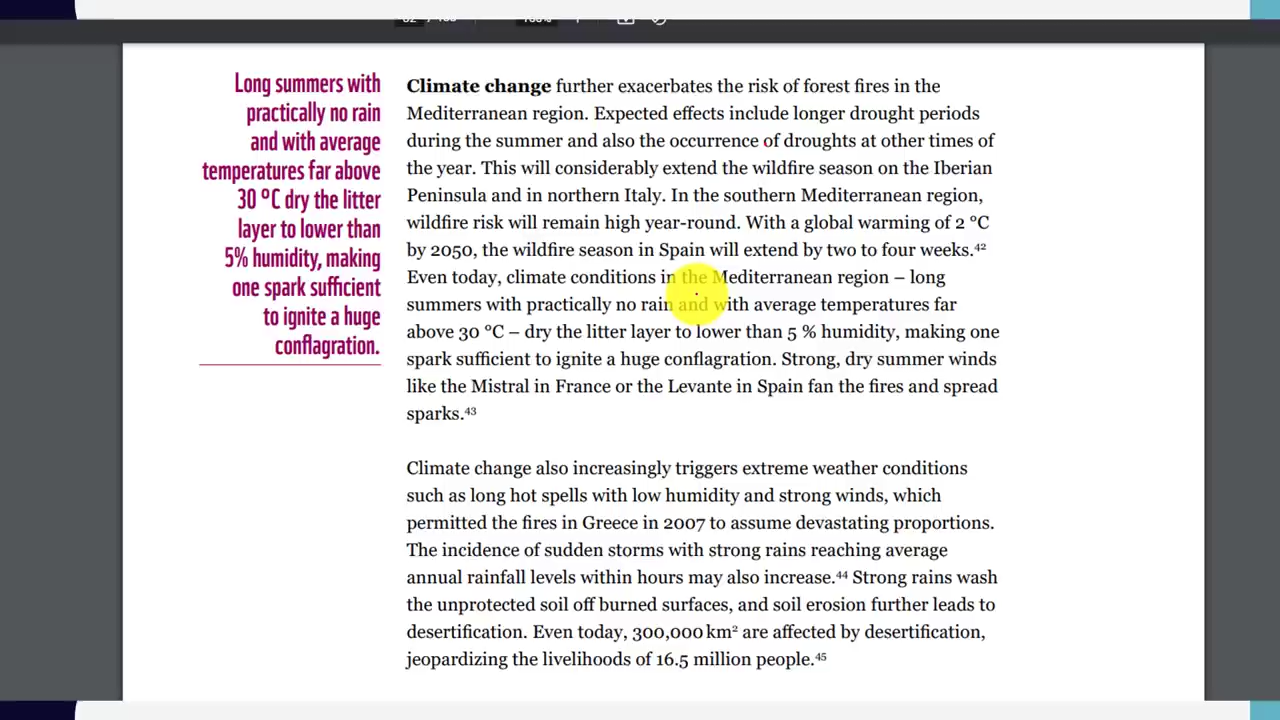 Long summers with
practically no rain
and with average
temperatures far above
30 °C dry the litter
layer to lower than
5% humidity, making
one spark sufficient
to ignite a huge
conflagration.
Climate change further exacerbates the risk of forest fires in the
Mediterranean region. Expected effects include longer drought periods
during the summer and also the occurrence of droughts at other times of
the year. This will considerably extend the wildfire season on the Iberian
Peninsula and in northern Italy. In the southern Mediterranean region,
wildfire risk will remain high year-round. With a global warming of 2 °C
by 2050, the wildfire season in Spain will extend by two to four weeks.⁴²
Even today, climate conditions in the Mediterranean region – long
summers with practically no rain and with average temperatures far
above 30 °C – dry the litter layer to lower than 5 % humidity, making one
spark sufficient to ignite a huge conflagration. Strong, dry summer winds
like the Mistral in France or the Levante in Spain fan the fires and spread
sparks.⁴³
Climate change also increasingly triggers extreme weather conditions
such as long hot spells with low humidity and strong winds, which
permitted the fires in Greece in 2007 to assume devastating proportions.
The incidence of sudden storms with strong rains reaching average
annual rainfall levels within hours may also increase.⁴⁴ Strong rains wash
the unprotected soil off burned surfaces, and soil erosion further leads to
desertification. Even today, 300,000 km² are affected by desertification,
jeopardizing the livelihoods of 16.5 million people.⁴⁵